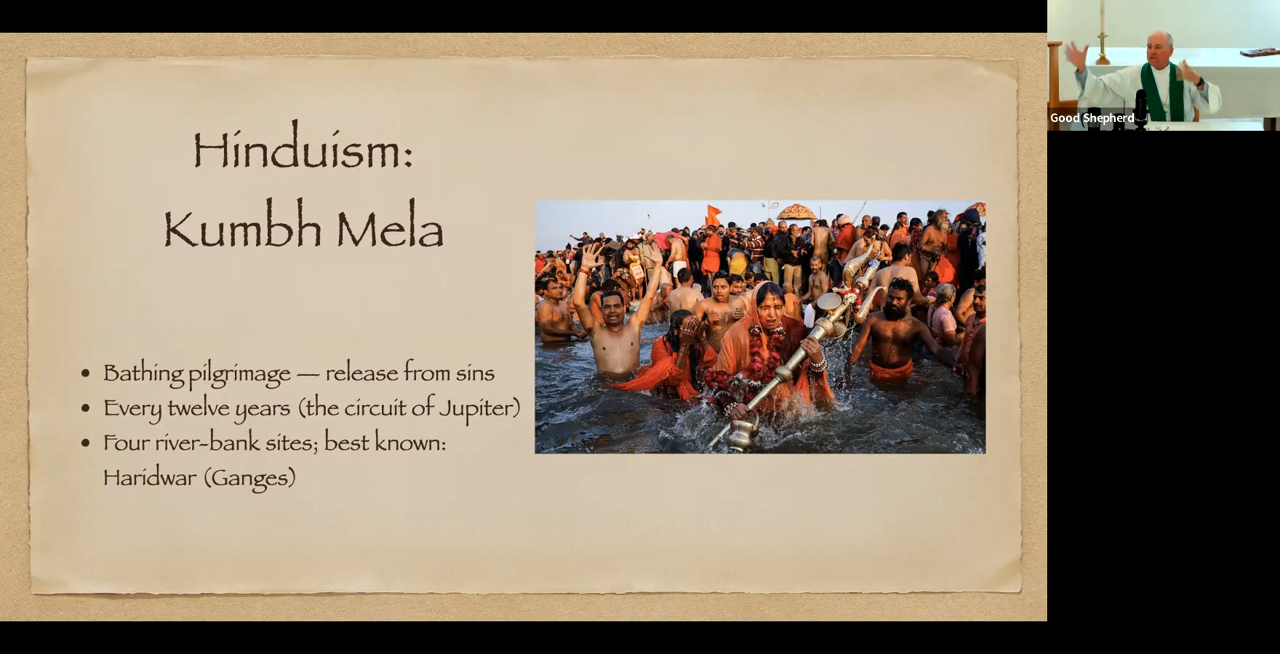 Hinduism:
Kumbh Mela
• Bathing pilgrimage — release from sins
• Every twelve years (the circuit of Jupiter)
• Four river-bank sites; best known:
Haridwar (Ganges)
Good Shepherd